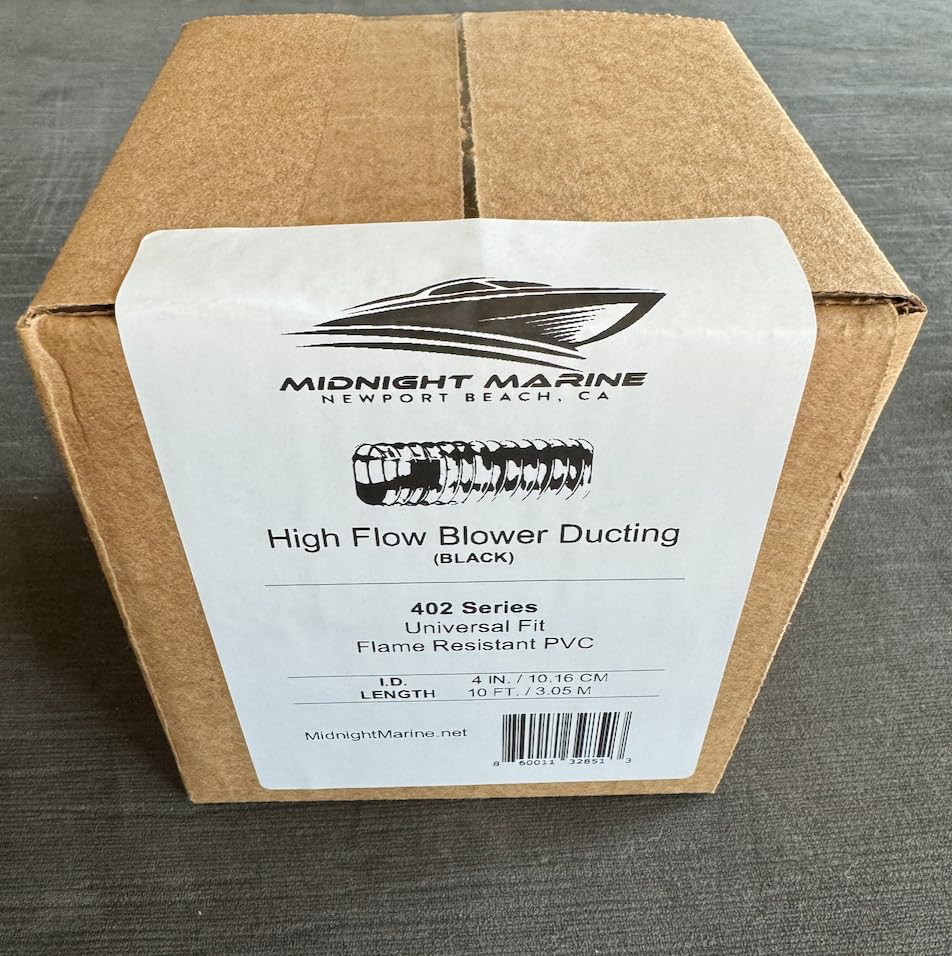 MIDNIGHT MARINE
NEWPORT BEACH, CA
High Flow Blower Ducting
(BLACK)
402 Series
Universal Fit
Flame Resistant PVC
I.D. 4 IN. / 10.16 CM
LENGTH 10 FT. / 3.05 M
MidnightMarine.net
8 60011 32851 3